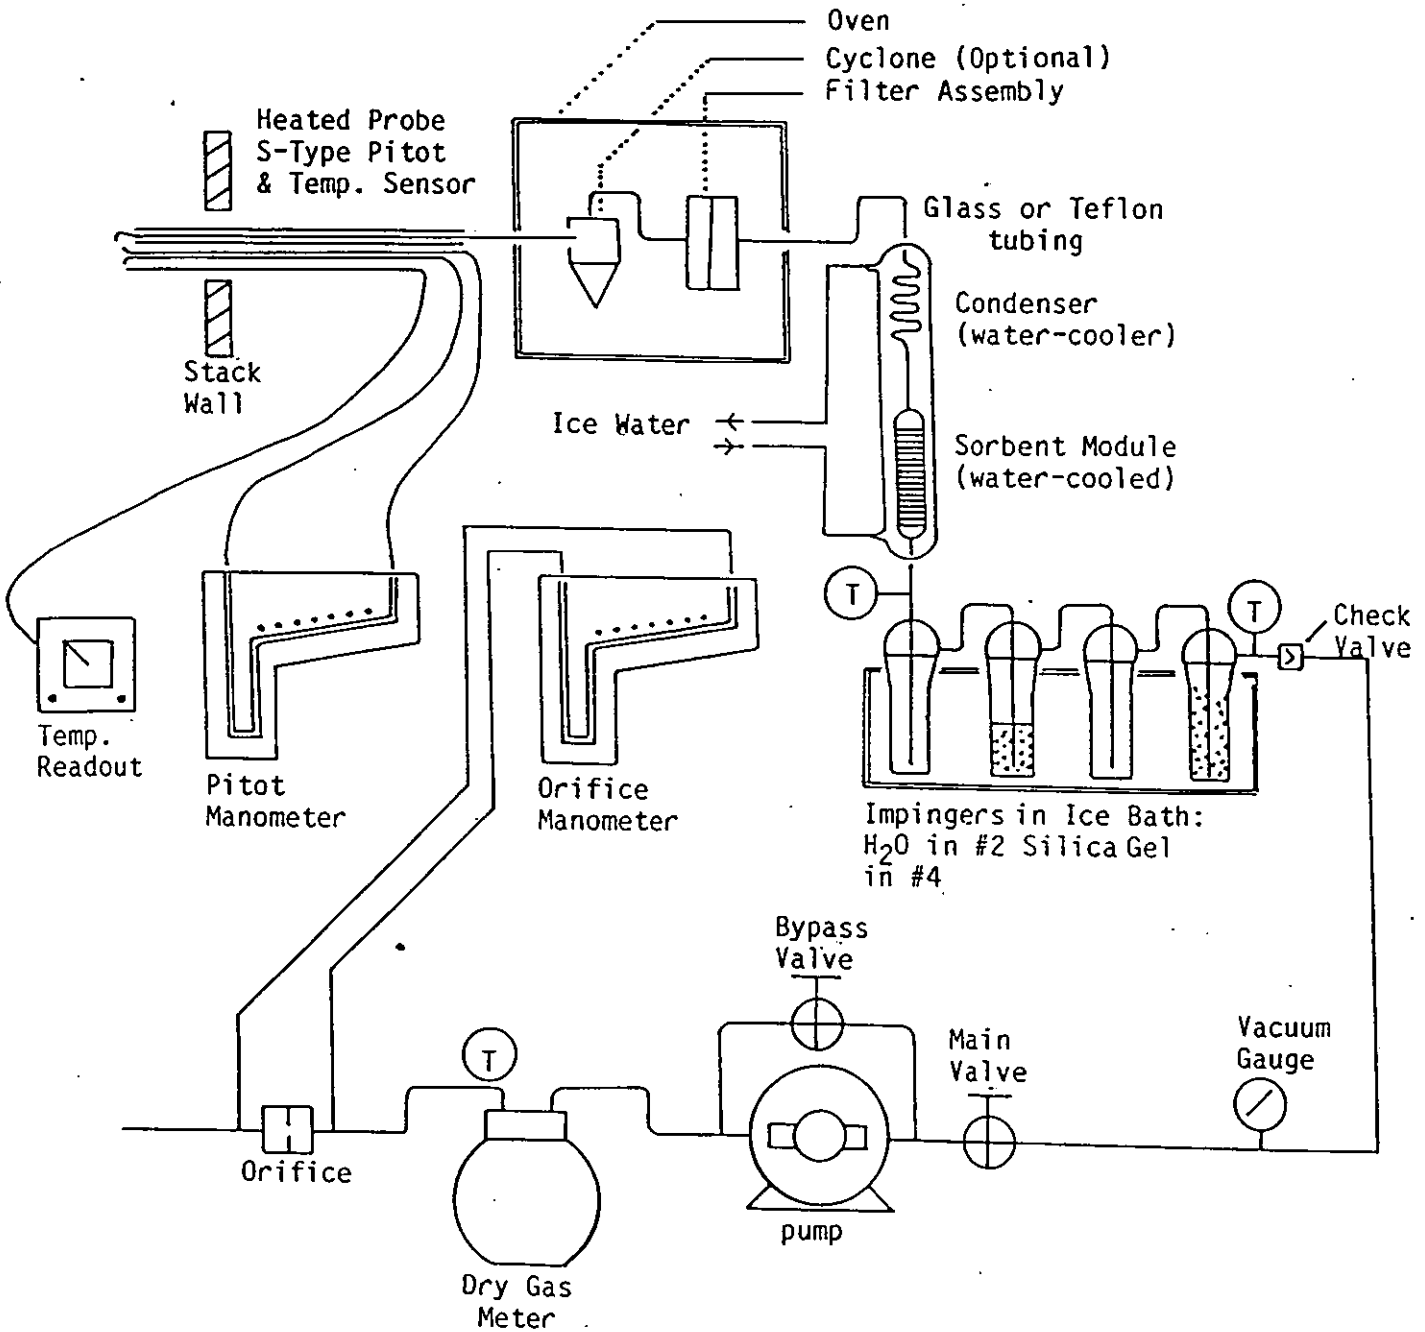 Oven
Cyclone (Optional)
Filter Assembly
Heated Probe
S-Type Pitot
& Temp. Sensor
Glass or Teflon
tubing
Condenser
(water-cooler)
Stack
Wall
Ice Water
Sorbent Module
(water-cooled)
T
T
Check
Valve
Temp.
Readout
Pitot
Manometer
Orifice
Manometer
Impingers in Ice Bath:
H₂O in #2 Silica Gel
in #4
Bypass
Valve
Main
Valve
Vacuum
Gauge
T
Orifice
pump
Dry Gas
Meter